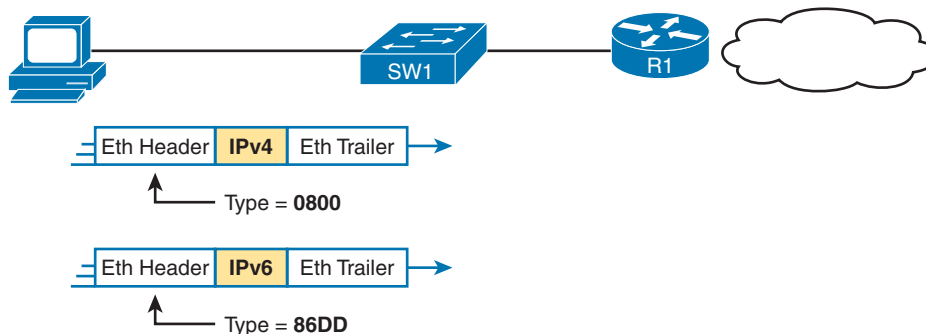 SW1
R1
Eth Header IPv4 Eth Trailer
Type = 0800
Eth Header IPv6 Eth Trailer
Type = 86DD